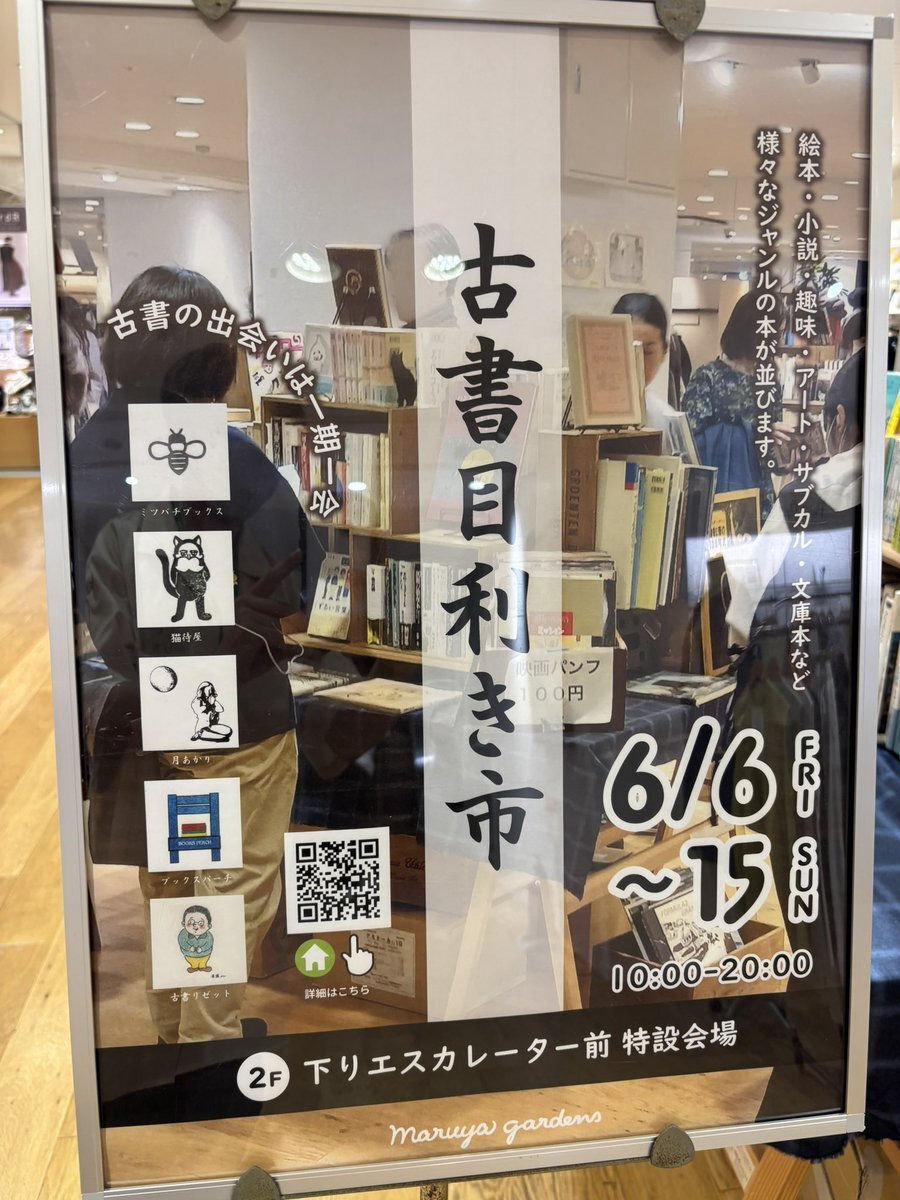 絵本・小説・趣味・アート・サブカル・文庫本など
様々なジャンルの本が並びます。
古書目利き市
古書の出会いは一期一会
ミツバチブックス
猫待屋
月あかり
BOOKS PERCH
ブックスパーチ
古書リゼット
詳細はこちら
映画パンフ
100円
6/6 FRI
~15 SUN
10:00-20:00
2F 下りエスカレーター前 特設会場
maruya gardens